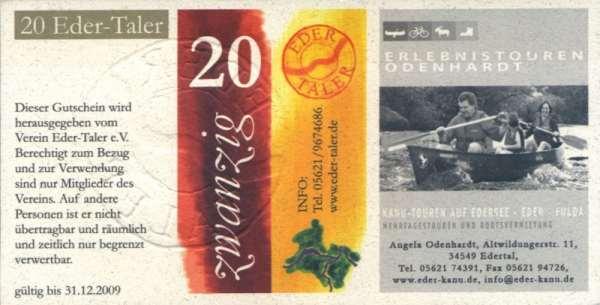 20 Eder-Taler
Dieser Gutschein wird
herausgegeben vom
Verein Eder-Taler e.V.
Berechtigt zum Bezug
und zur Verwendung
sind nur Mitglieder des
Vereins. Auf andere
Personen ist er nicht
übertragbar und räumlich
und zeitlich nur begrenzt
verwertbar.
gültig bis 31.12.2009
20
zwanzig
EDER
TALER
INFO:
Tel. 05621/9674686
www.eder-taler.de
ERLEBNISTOUREN
ODENHARDT
KANU-TOUREN AUF EDERSEE - EDER - FULDA
MEHRTAGESTOUREN UND BOOTSVERMIETUNG
Angela Odenhardt, Altwildungerstr. 11,
34549 Edertal,
Tel. 05621 74391, Fax 05621 94726,
www.eder-kanu.de, info@eder-kanu.de